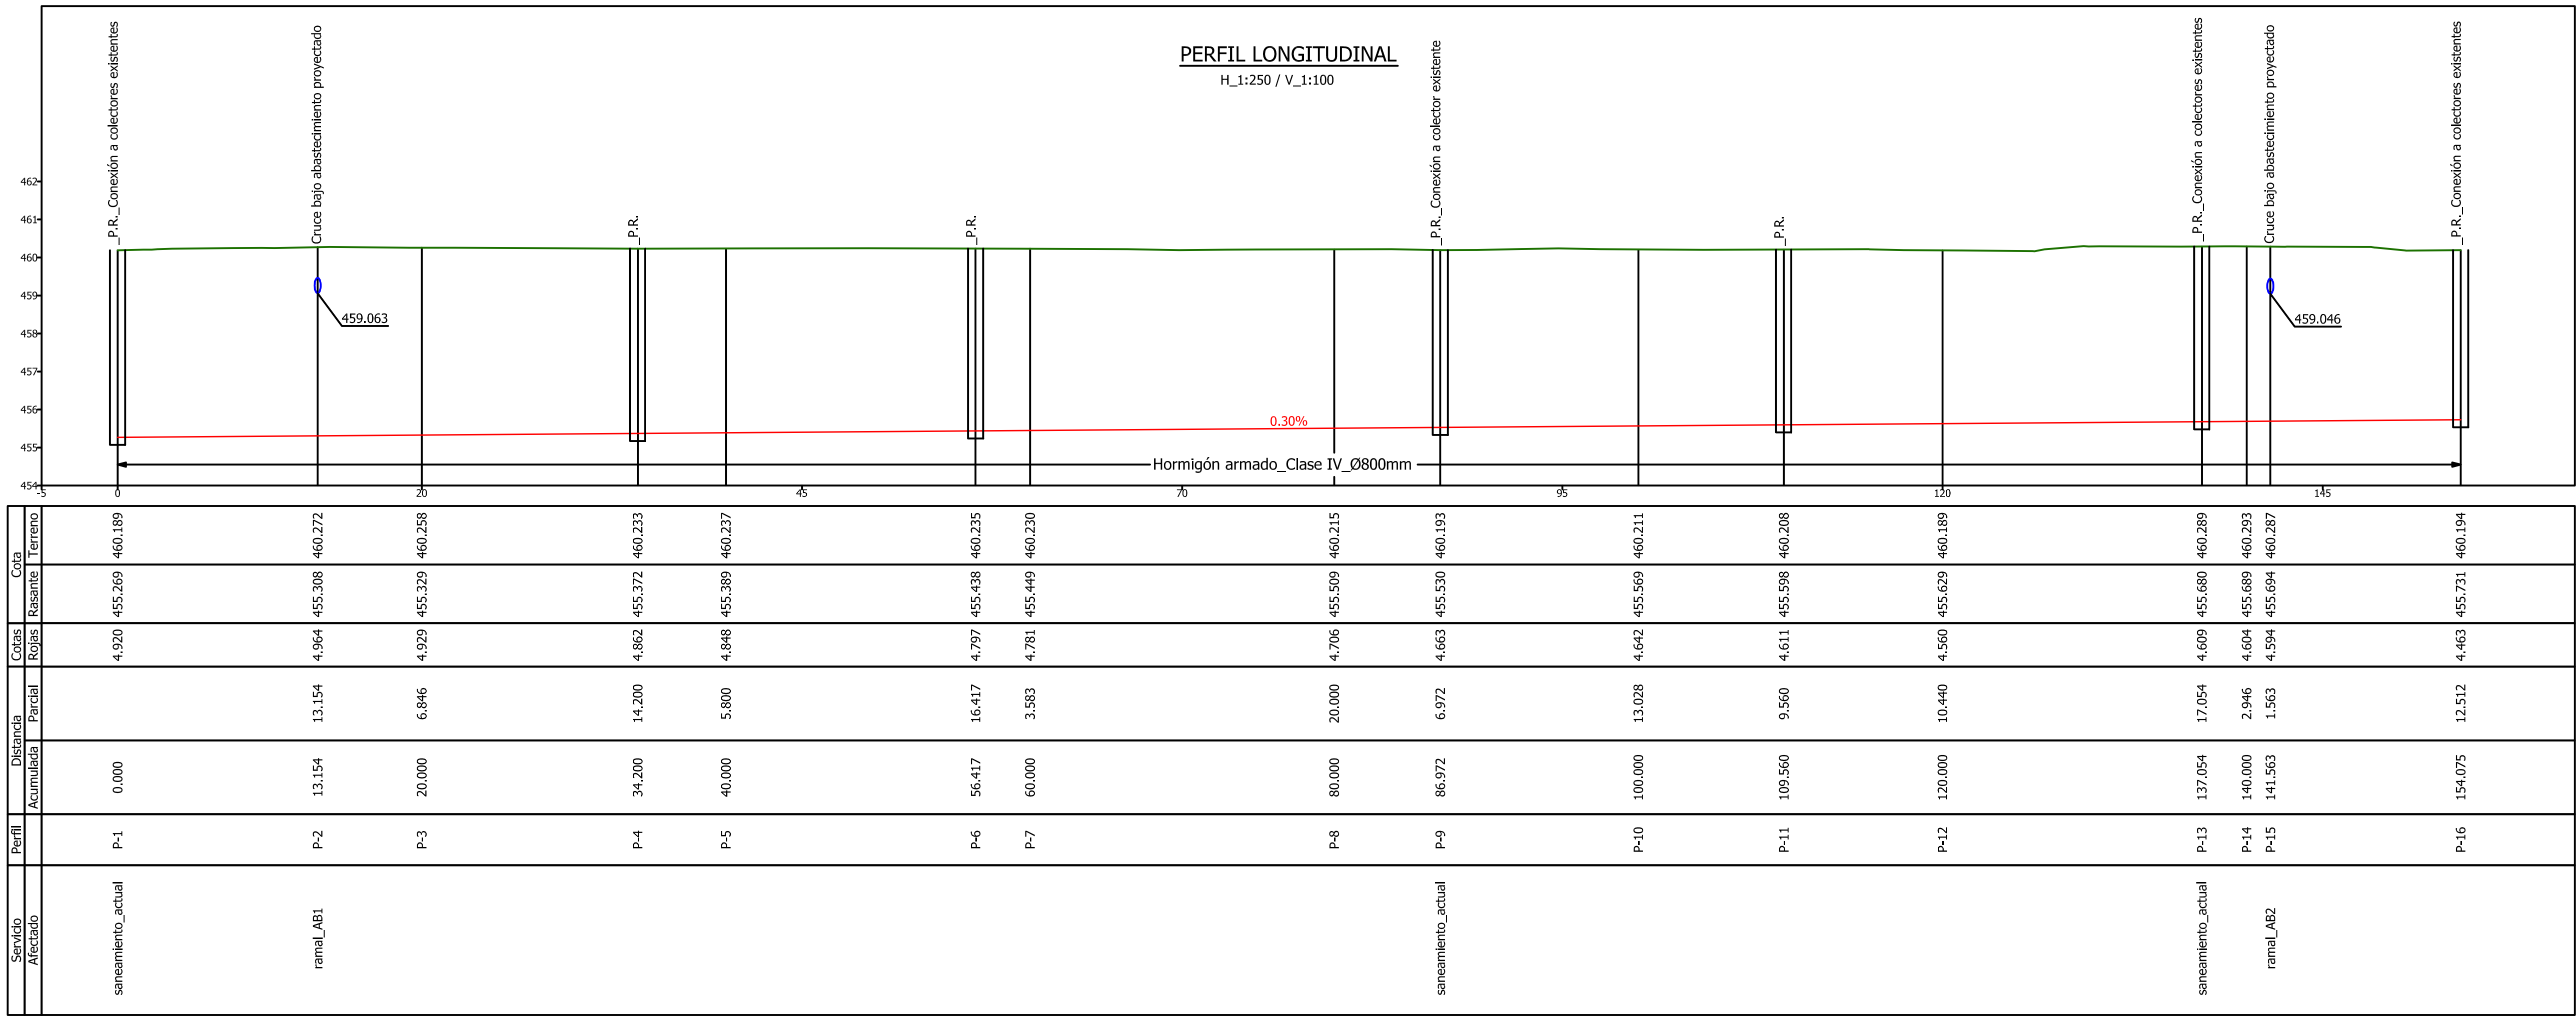 PERFIL LONGITUDINAL
H_1:250 / V_1:100
_P.R._Conexión a colectores existentes
Cruce bajo abastecimiento proyectado
_P.R.
_P.R.
_P.R._Conexión a colector existente
_P.R.
_P.R._Conexión a colectores existentes
Cruce bajo abastecimiento proyectado
_P.R._Conexión a colectores existentes
462
461
460
459
458
457
456
455
454
459.063
459.046
0.30%
Hormigón armado_Clase IV_Ø800mm
-5 0 20 45 70 95 120 145
Cota
Terreno
460.189 460.272 460.258 460.233 460.237 460.235 460.230 460.215 460.193 460.211 460.208 460.189 460.289 460.293 460.287 460.194
Rasante
455.269 455.308 455.329 455.372 455.389 455.438 455.449 455.509 455.530 455.569 455.598 455.629 455.680 455.689 455.694 455.731
Cotas
Rojas
4.920 4.964 4.929 4.862 4.848 4.797 4.781 4.706 4.663 4.642 4.611 4.560 4.609 4.604 4.594 4.463
Distancia
Parcial
13.154 6.846 14.200 5.800 16.417 3.583 20.000 6.972 13.028 9.560 10.440 17.054 2.946 1.563 12.512
Acumulada
0.000 13.154 20.000 34.200 40.000 56.417 60.000 80.000 86.972 100.000 109.560 120.000 137.054 140.000 141.563 154.075
Perfil
P-1 P-2 P-3 P-4 P-5 P-6 P-7 P-8 P-9 P-10 P-11 P-12 P-13 P-14 P-15 P-16
Servicio
Afectado
saneamiento_actual ramal_AB1 saneamiento_actual saneamiento_actual ramal_AB2